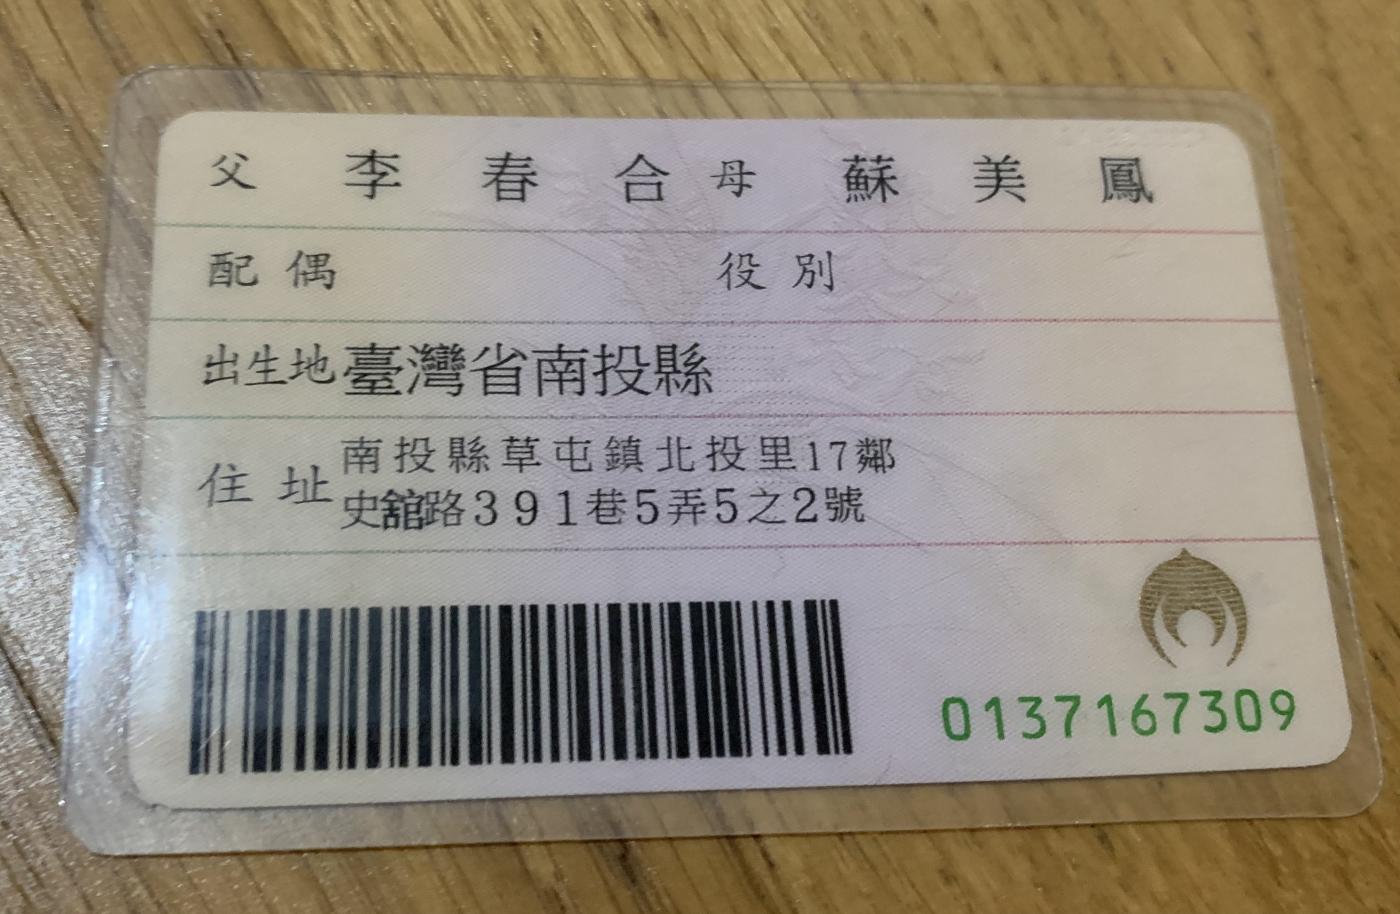 父 李春合 母 蘇美鳳
配偶 役別
出生地 臺灣省南投縣
住址 南投縣草屯鎮北投里17鄰
史舘路391巷5弄5之2號
0137167309